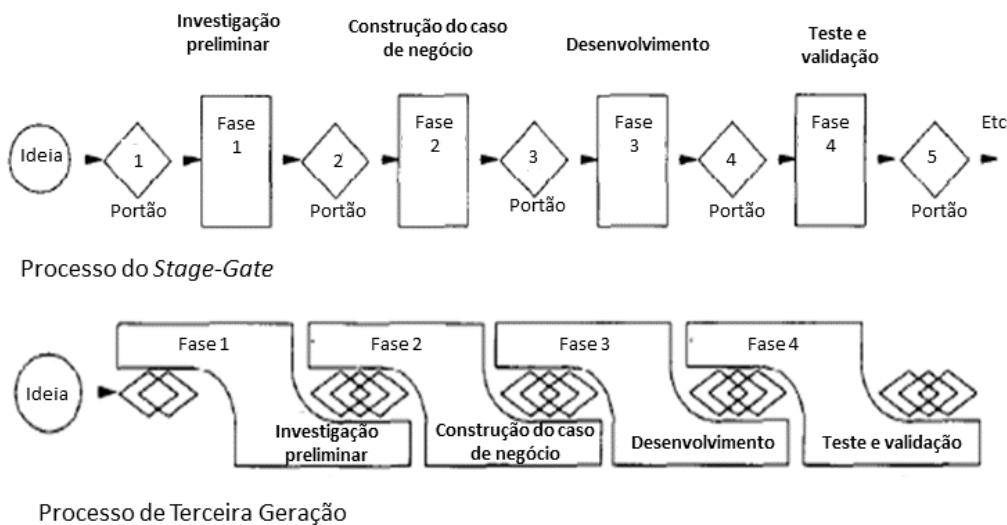 Investigação
preliminar
Construção do caso
de negócio
Desenvolvimento
Teste e
validação
Ideia
1
Portão
Fase
1
2
Portão
Fase
2
3
Portão
Fase
3
4
Portão
Fase
4
5
Portão
Etc
Processo do Stage-Gate
Ideia
Fase 1
Fase 2
Fase 3
Fase 4
Investigação
preliminar
Construção do caso
de negócio
Desenvolvimento
Teste e validação
Processo de Terceira Geração